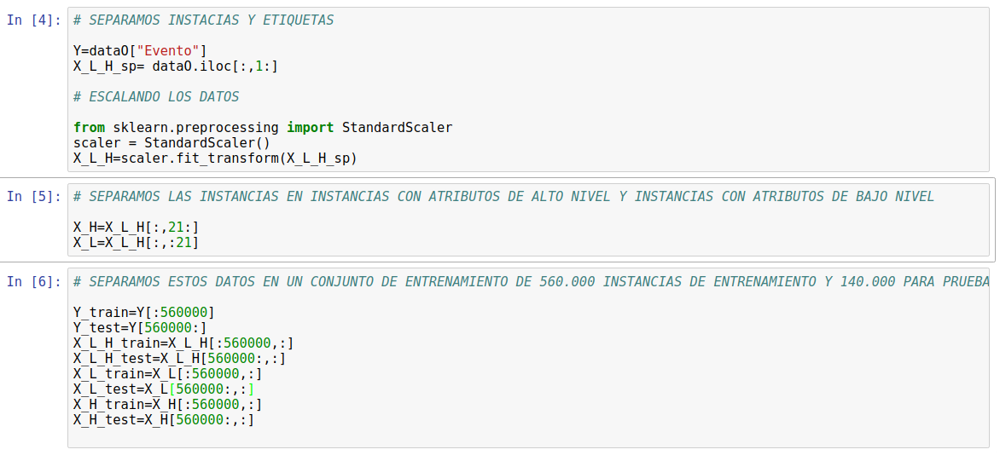 In [4]: # SEPARAMOS INSTACIAS Y ETIQUETAS
Y=dataO["Evento"]
X_L_H_sp= dataO.iloc[:,1:]
# ESCALANDO LOS DATOS
from sklearn.preprocessing import StandardScaler
scaler = StandardScaler()
X_L_H=scaler.fit_transform(X_L_H_sp)
In [5]: # SEPARAMOS LAS INSTANCIAS EN INSTANCIAS CON ATRIBUTOS DE ALTO NIVEL Y INSTANCIAS CON ATRIBUTOS DE BAJO NIVEL
X_H=X_L_H[:,21:]
X_L=X_L_H[:,:21]
In [6]: # SEPARAMOS ESTOS DATOS EN UN CONJUNTO DE ENTRENAMIENTO DE 560.000 INSTANCIAS DE ENTRENAMIENTO Y 140.000 PARA PRUEBA
Y_train=Y[:560000]
Y_test=Y[560000:]
X_L_H_train=X_L_H[:560000,:]
X_L_H_test=X_L_H[560000:,:]
X_L_train=X_L[:560000,:]
X_L_test=X_L[560000:,:]
X_H_train=X_H[:560000,:]
X_H_test=X_H[560000:,:]